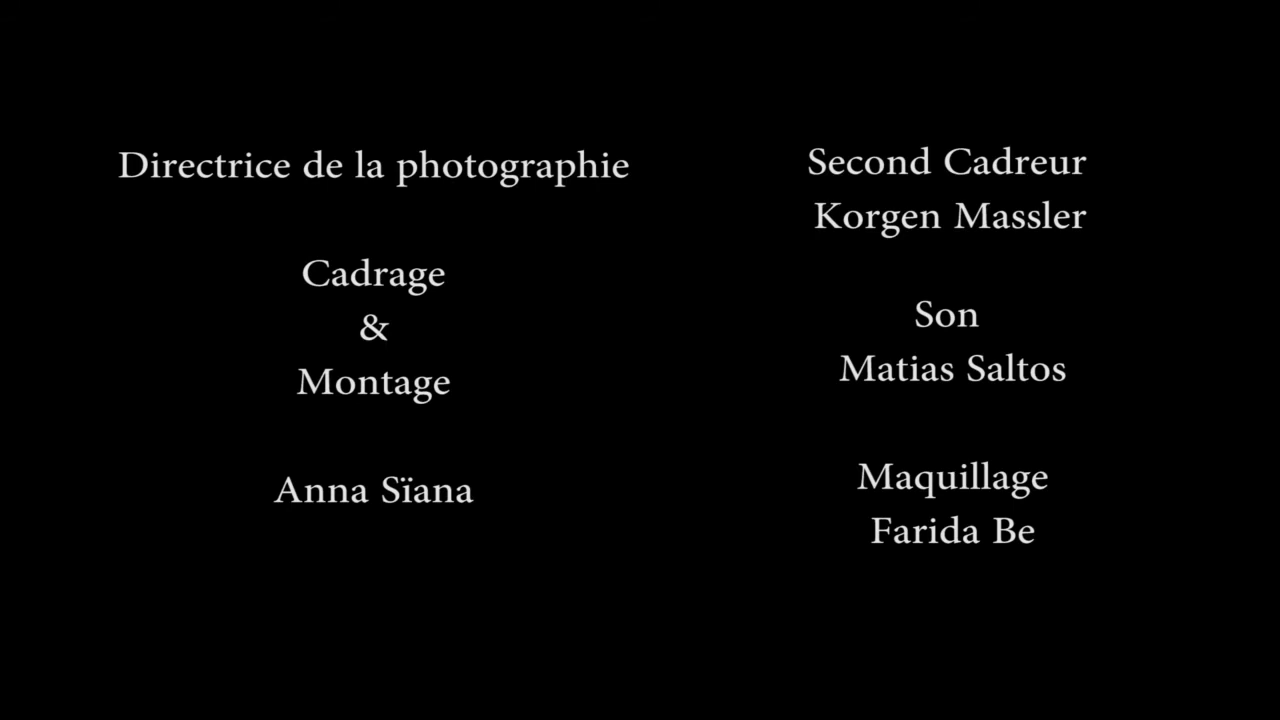 Directrice de la photographie
Cadrage
&
Montage
Anna Sïana
Second Cadreur
Korgen Massler
Son
Matias Saltos
Maquillage
Farida Be